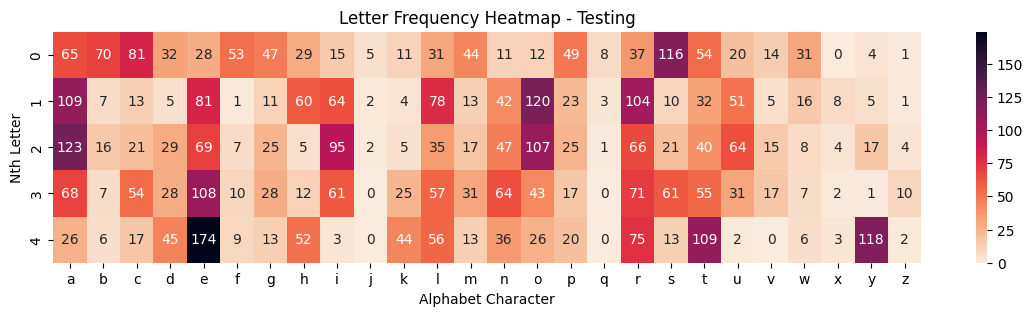 Letter Frequency Heatmap - Testing
0 65 70 81 32 28 53 47 29 15 5 11 31 44 11 12 49 8 37 116 54 20 14 31 0 4 1
1 109 7 13 5 81 1 11 60 64 2 4 78 13 42 120 23 3 104 10 32 51 5 16 8 5 1
2 123 16 21 29 69 7 25 5 95 2 5 35 17 47 107 25 1 66 21 40 64 15 8 4 17 4
3 68 7 54 28 108 10 28 12 61 0 25 57 31 64 43 17 0 71 61 55 31 17 7 2 1 10
4 26 6 17 45 174 9 13 52 3 0 44 56 13 36 26 20 0 75 13 109 2 0 6 3 118 2
a b c d e f g h i j k l m n o p q r s t u v w x y z
Nth Letter
Alphabet Character
150
125
100
75
50
25
0